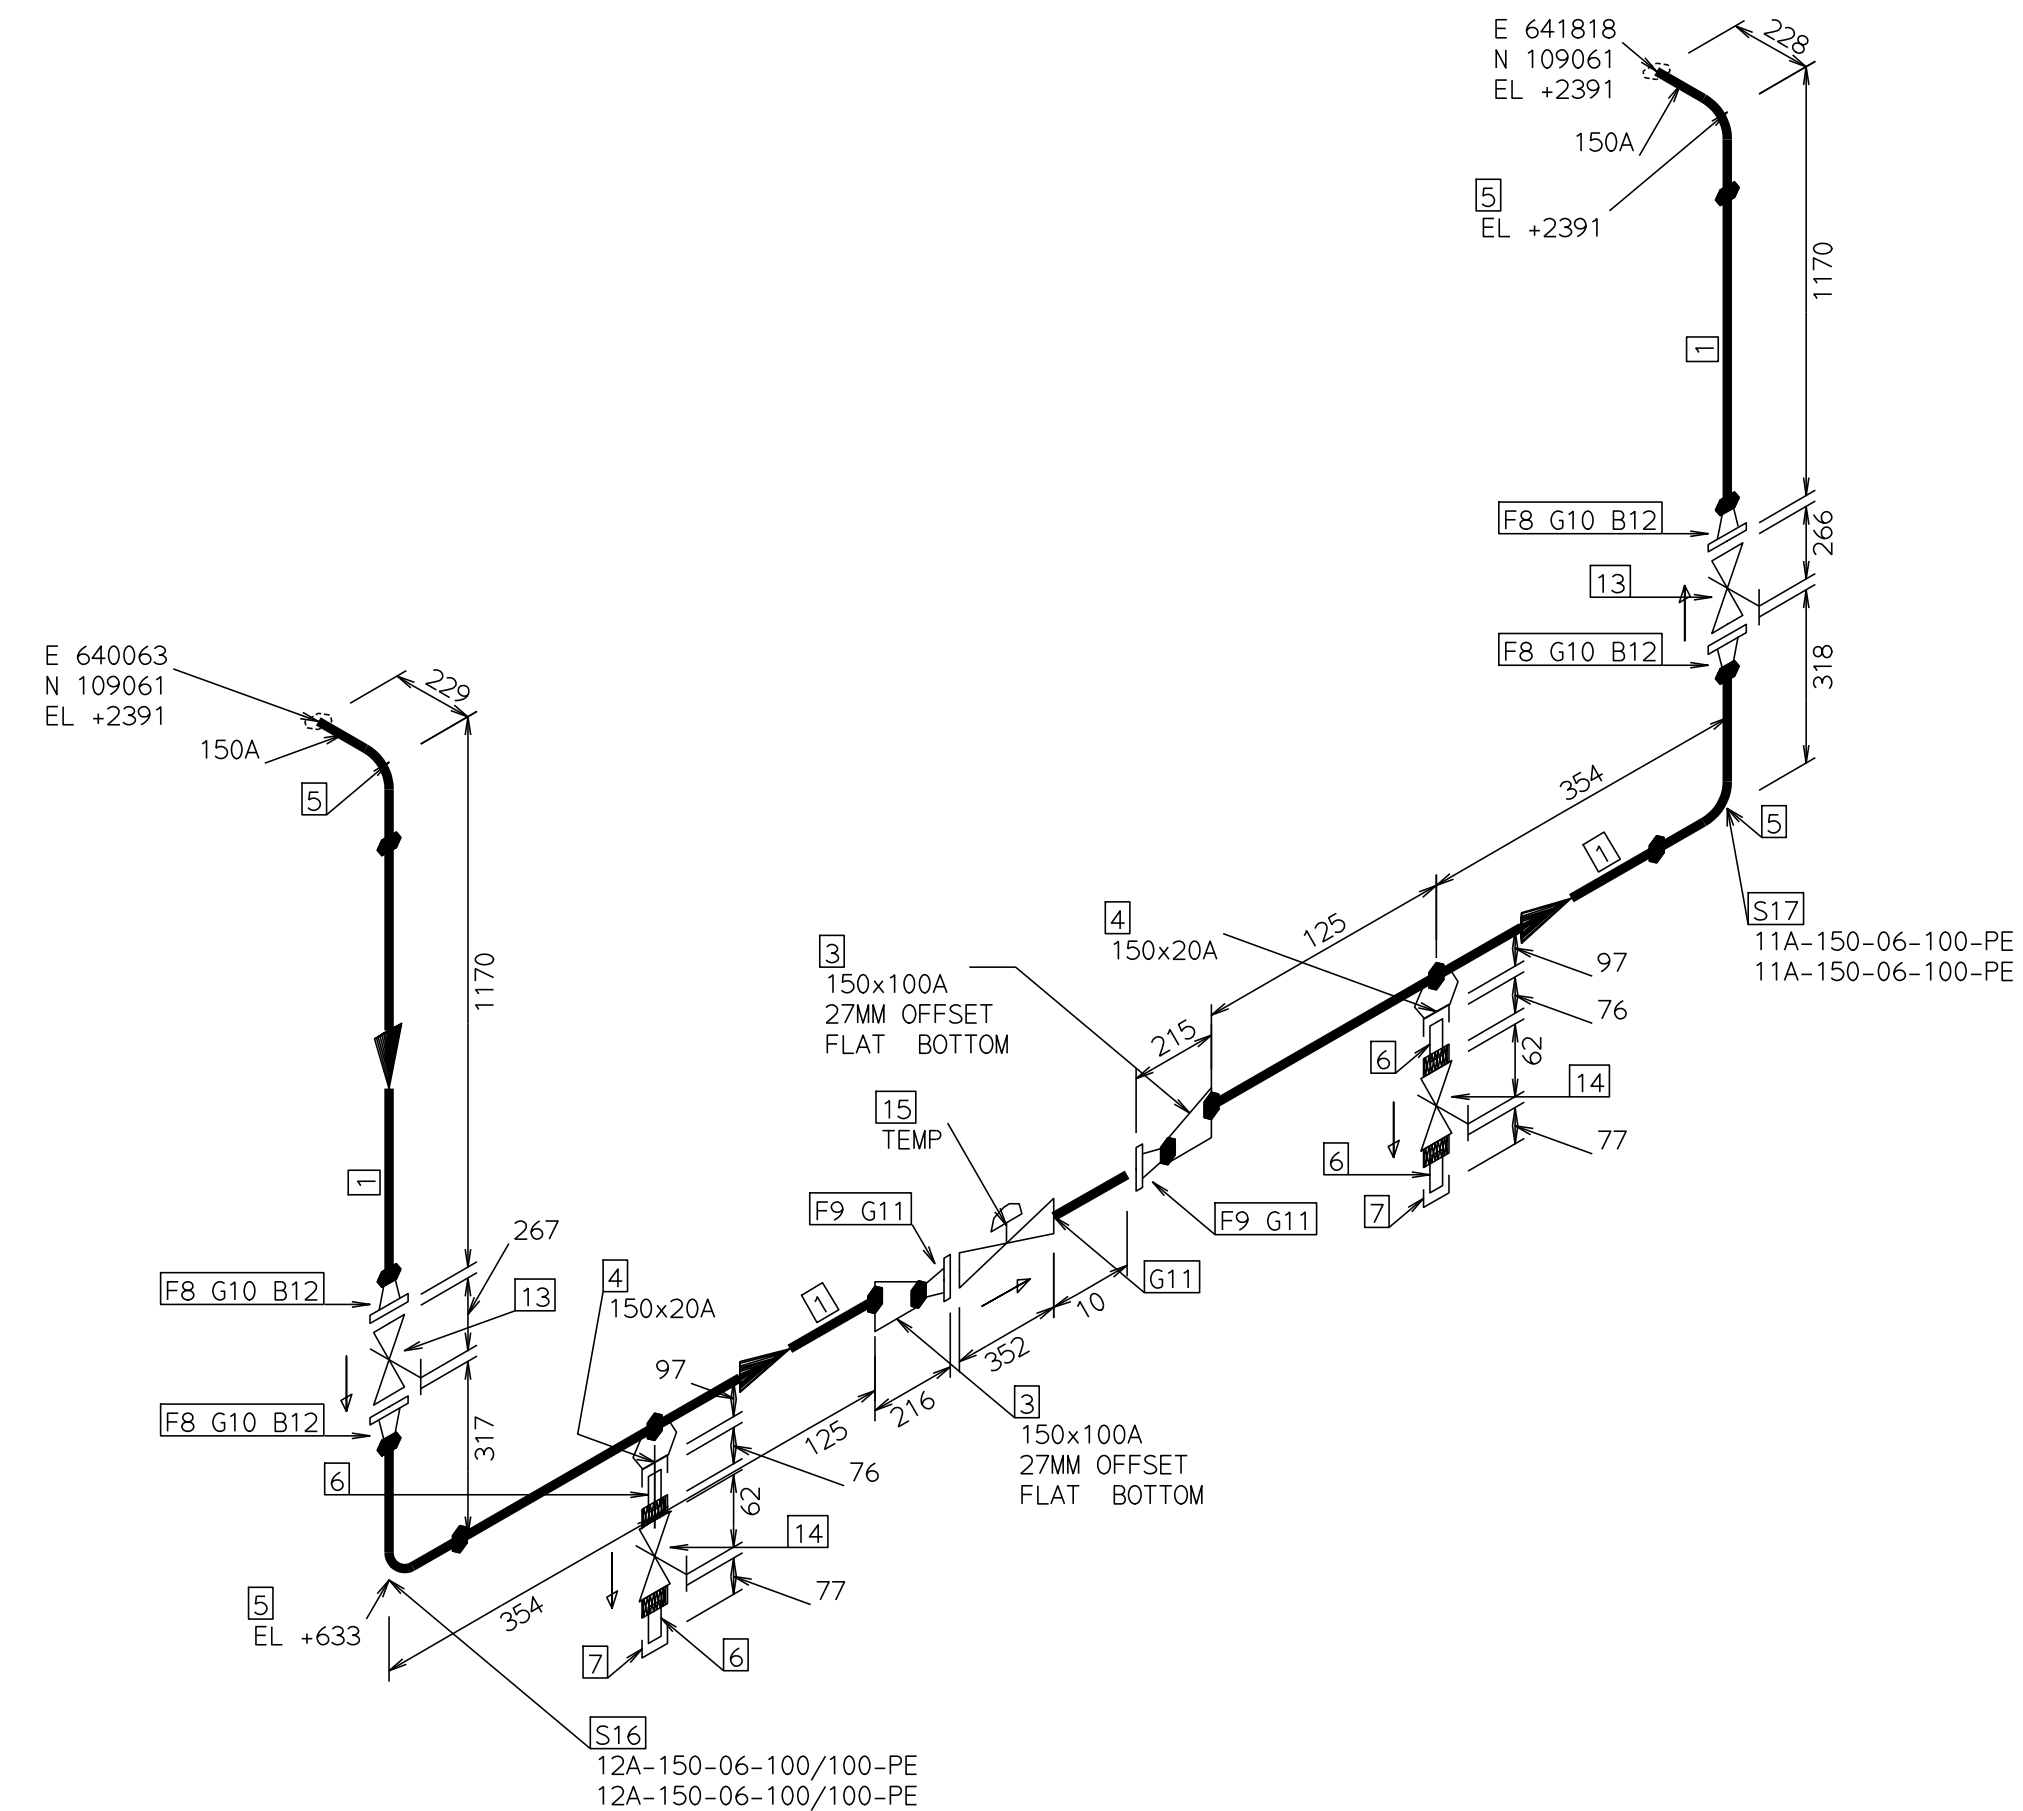 E 641818
N 109061
EL +2391
228
150A
5
EL +2391
1170
1
F8 G10 B12
266
13
F8 G10 B12
318
E 640063
N 109061
EL +2391
229
150A
5
354
5
1
S17
11A-150-06-100-PE
11A-150-06-100-PE
4
150x20A
125
97
3
150x100A
27MM OFFSET
FLAT BOTTOM
1170
76
215
62
6
14
15
TEMP
77
6
7
1
F9 G11
F9 G11
267
G11
F8 G10 B12
13
4
150x20A
1
10
352
97
216
3
150x100A
27MM OFFSET
FLAT BOTTOM
F8 G10 B12
317
125
76
6
62
14
77
354
5
EL +633
7
6
S16
12A-150-06-100/100-PE
12A-150-06-100/100-PE